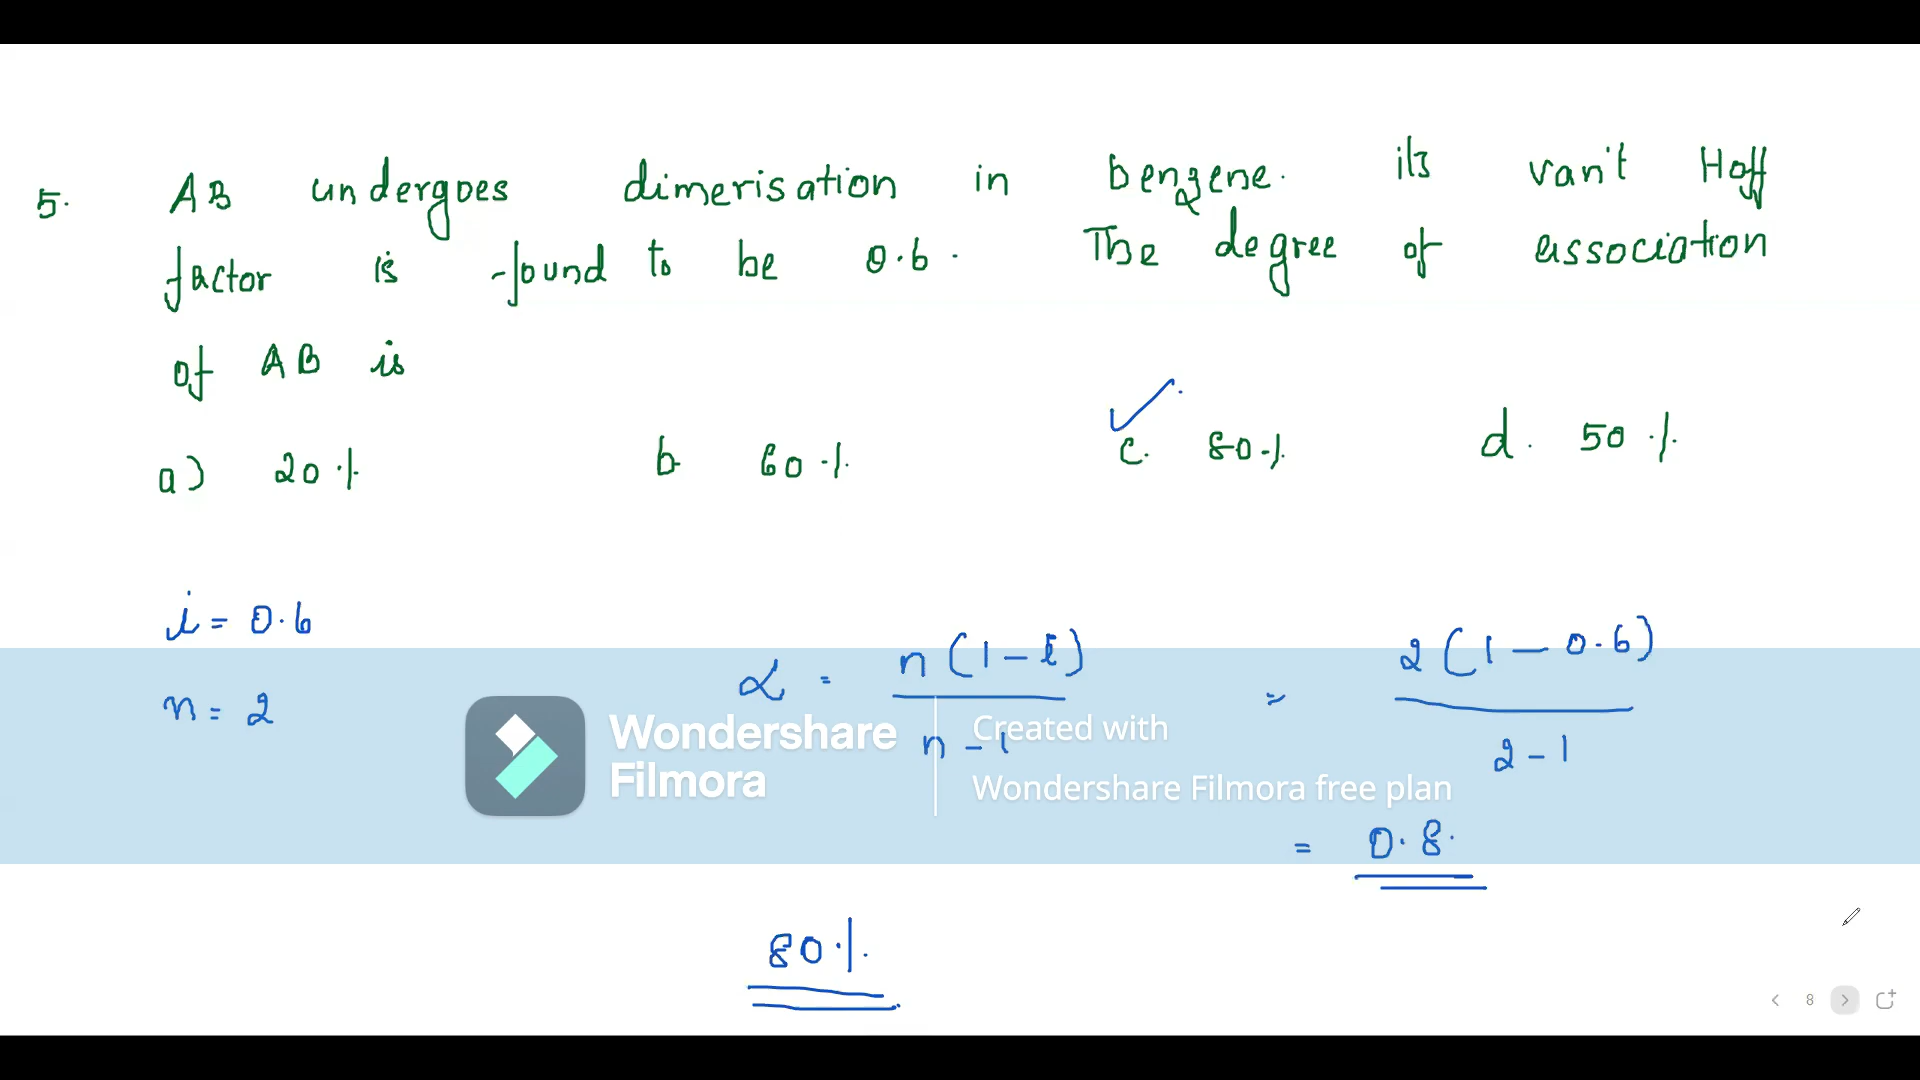 5. AB undergoes dimerisation in benzene. its van't Hoff
factor is found to be 0.6. The degree of association
of AB is
a) 20% b 60% c. 80% d. 50%
i = 0.6
n = 2
α = n(1-i) / n-1 = 2(1-0.6) / 2-1
= 0.8.
80%.
Wondershare
Filmora
Created with
Wondershare Filmora free plan
8